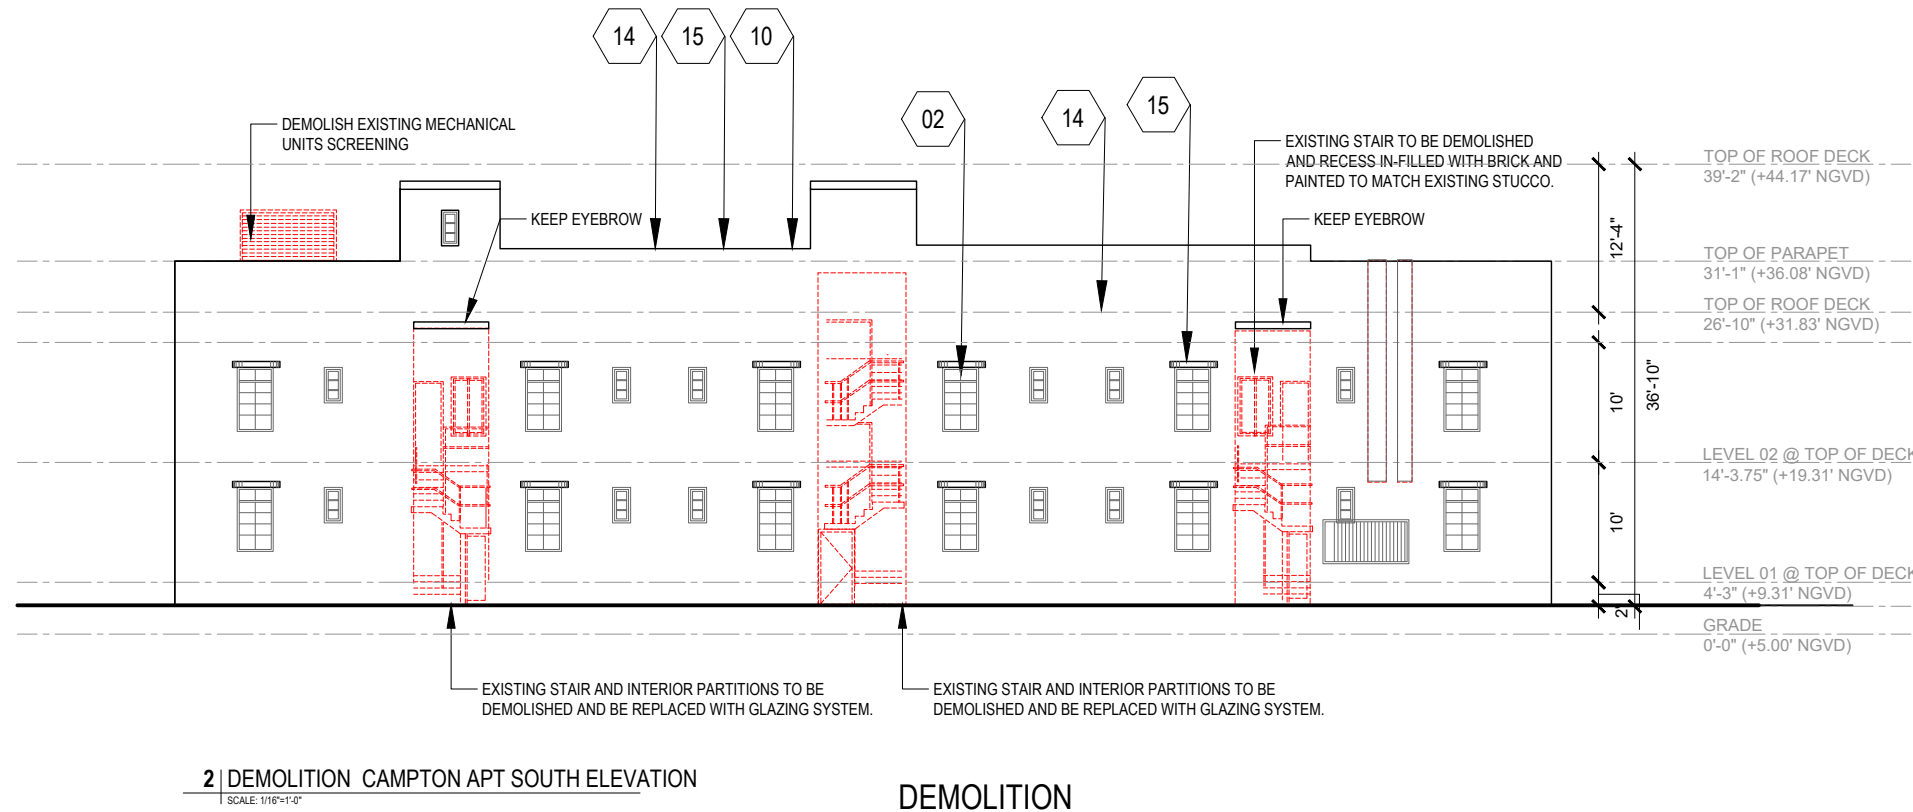 14
15
10
02
14
15
DEMOLISH EXISTING MECHANICAL
UNITS SCREENING
KEEP EYEBROW
EXISTING STAIR TO BE DEMOLISHED
AND RECESS IN-FILLED WITH BRICK AND
PAINTED TO MATCH EXISTING STUCCO.
KEEP EYEBROW
TOP OF ROOF DECK
39'-2" (+44.17' NGVD)
TOP OF PARAPET
31'-1" (+36.08' NGVD)
TOP OF ROOF DECK
26'-10" (+31.83' NGVD)
LEVEL 02 @ TOP OF DECK
14'-3.75" (+19.31' NGVD)
LEVEL 01 @ TOP OF DECK
4'-3" (+9.31' NGVD)
GRADE
0'-0" (+5.00' NGVD)
12'-4"
10'
10'
2'
36'-10"
EXISTING STAIR AND INTERIOR PARTITIONS TO BE
DEMOLISHED AND BE REPLACED WITH GLAZING SYSTEM.
EXISTING STAIR AND INTERIOR PARTITIONS TO BE
DEMOLISHED AND BE REPLACED WITH GLAZING SYSTEM.
2 DEMOLITION CAMPTON APT SOUTH ELEVATION
SCALE: 1/16"=1'-0"
DEMOLITION